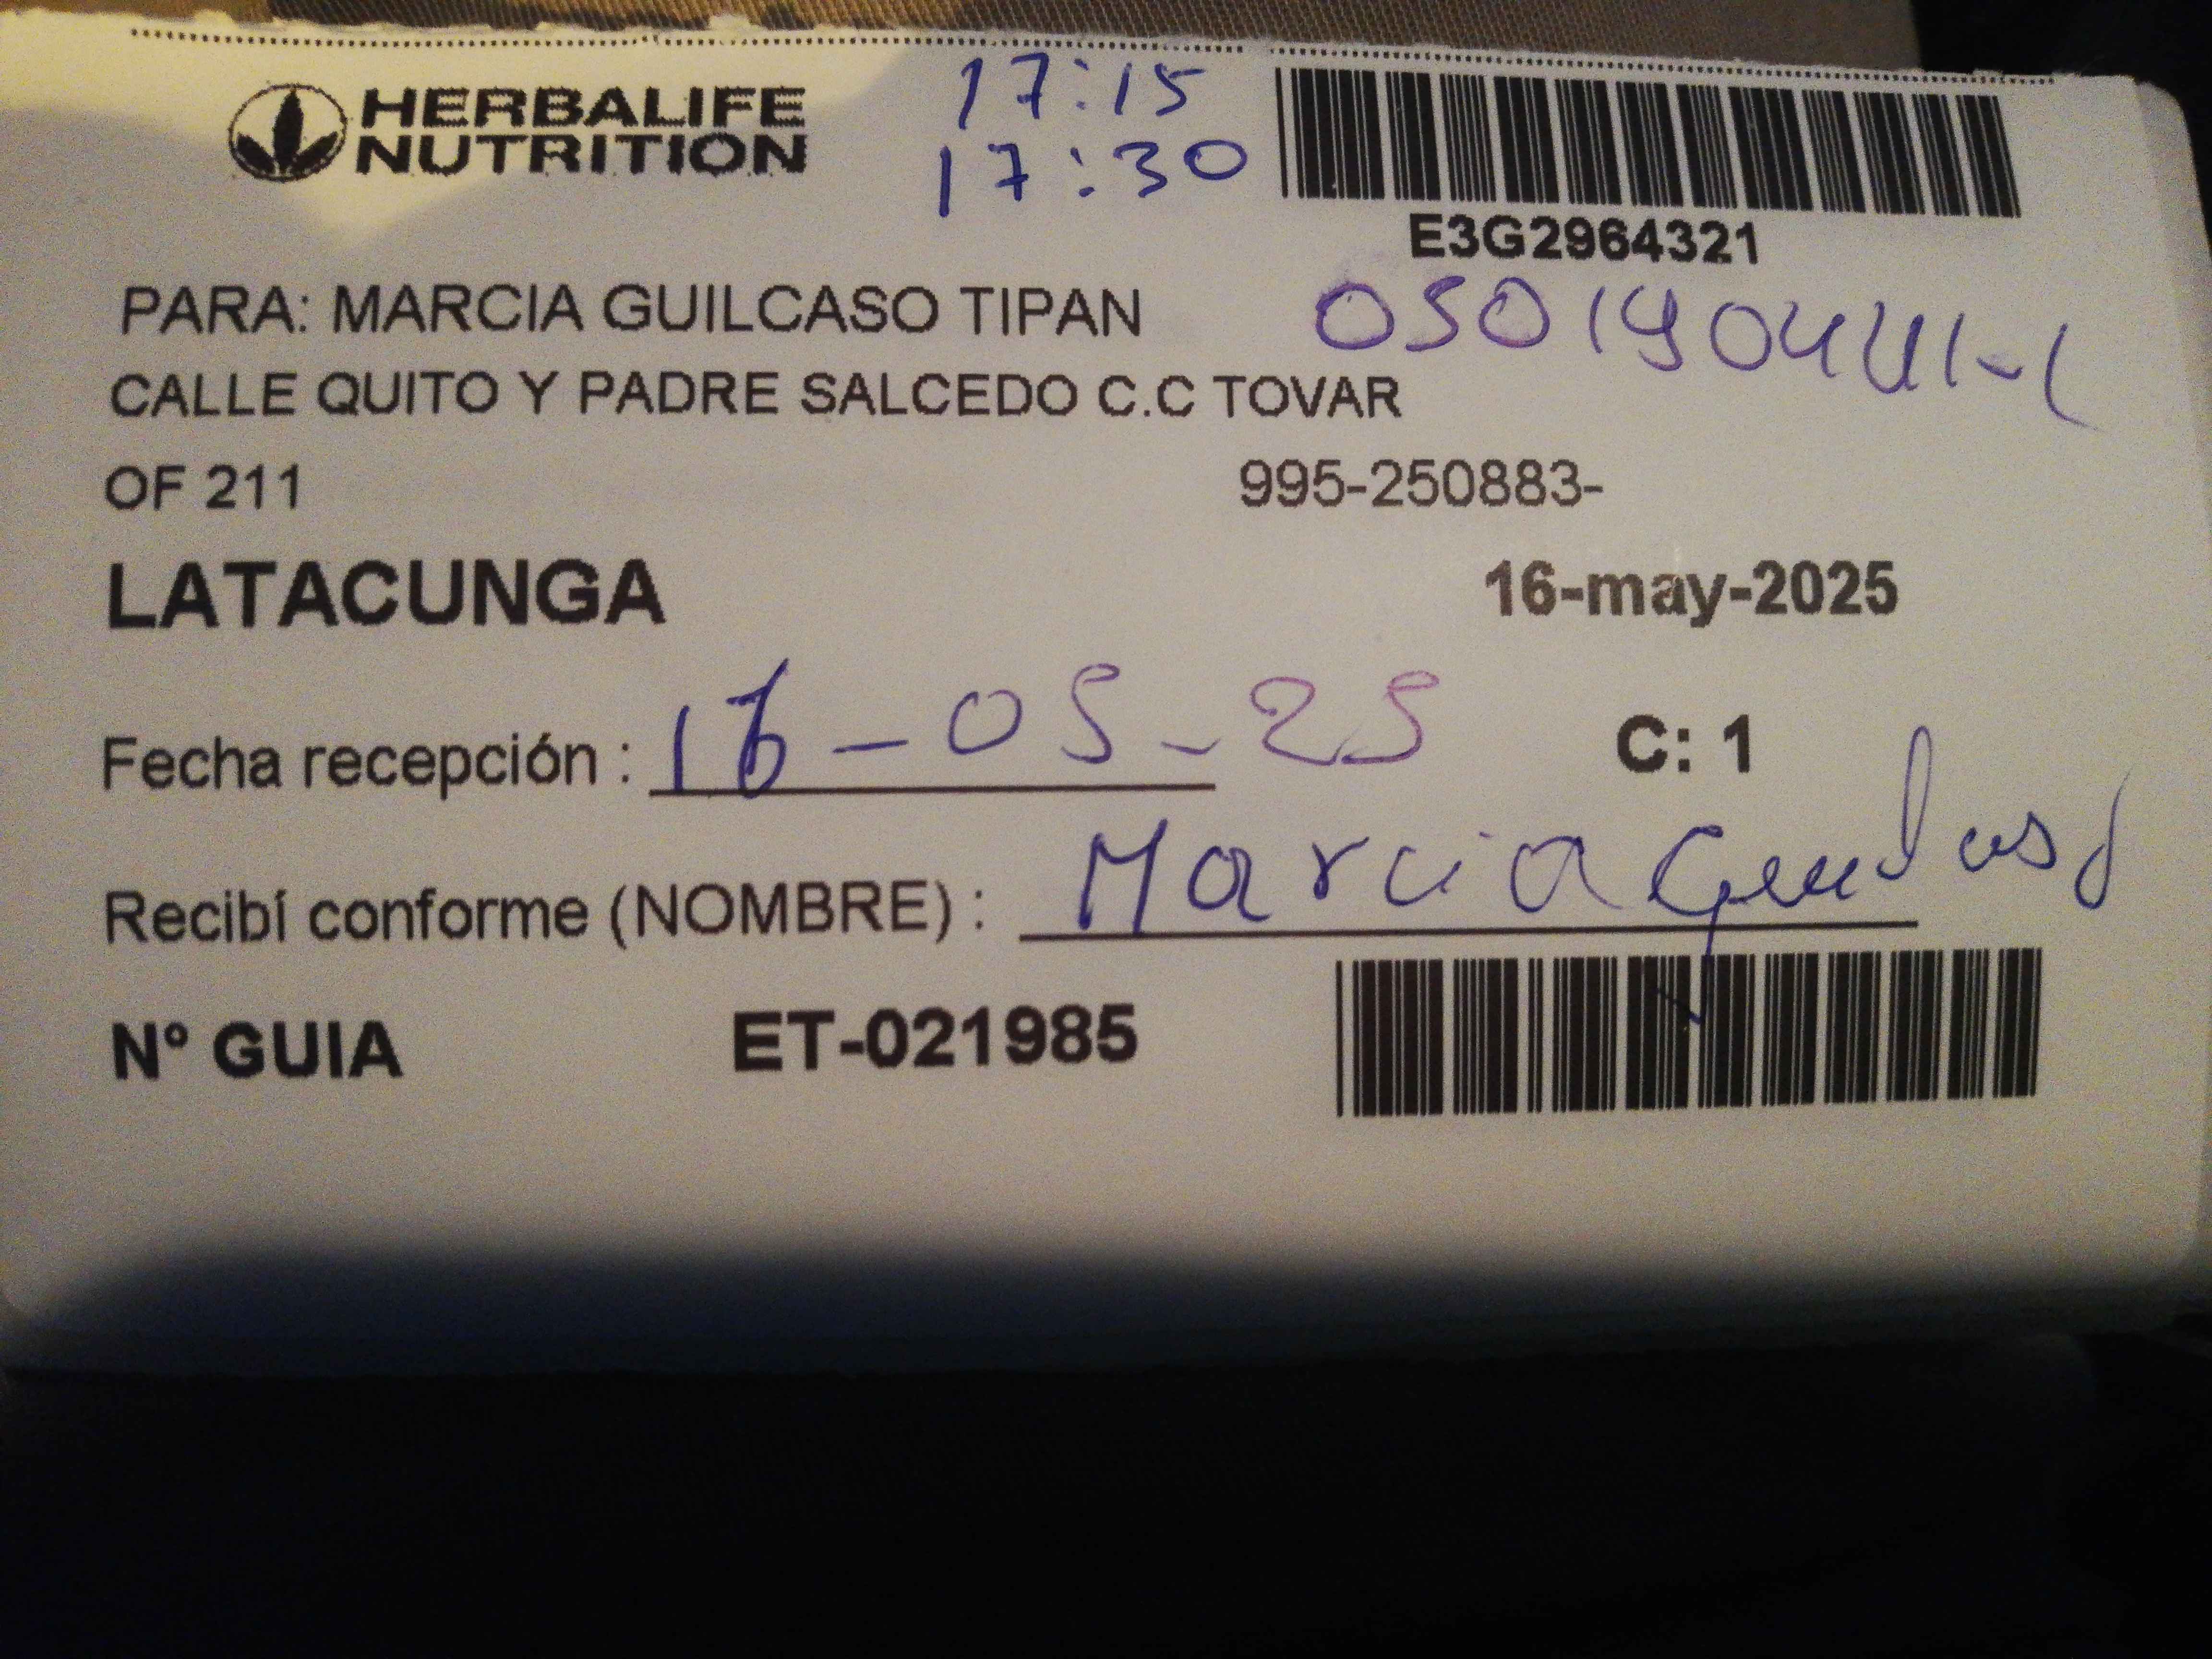 HERBALIFE
NUTRITION
17:15
17:30
E3G2964321
PARA: MARCIA GUILCASO TIPAN
CALLE QUITO Y PADRE SALCEDO C.C TOVAR
OF 211
995-250883-
LATACUNGA
16-may-2025
Fecha recepción : 16-05-25
C: 1
Recibí conforme (NOMBRE) : Marcia
Nº GUIA ET-021985